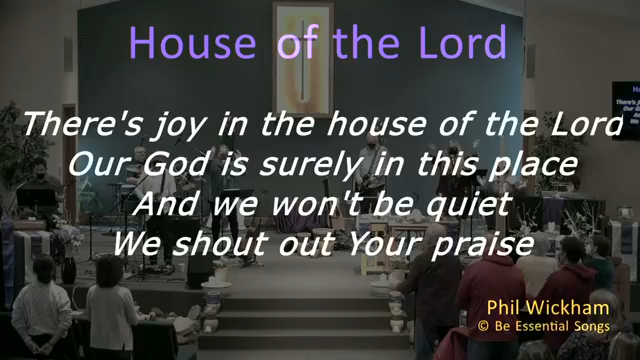 House of the Lord
There's joy in the house of the Lord
Our God is surely in this place
And we won't be quiet
We shout out Your praise
Phil Wickham
© Be Essential Songs